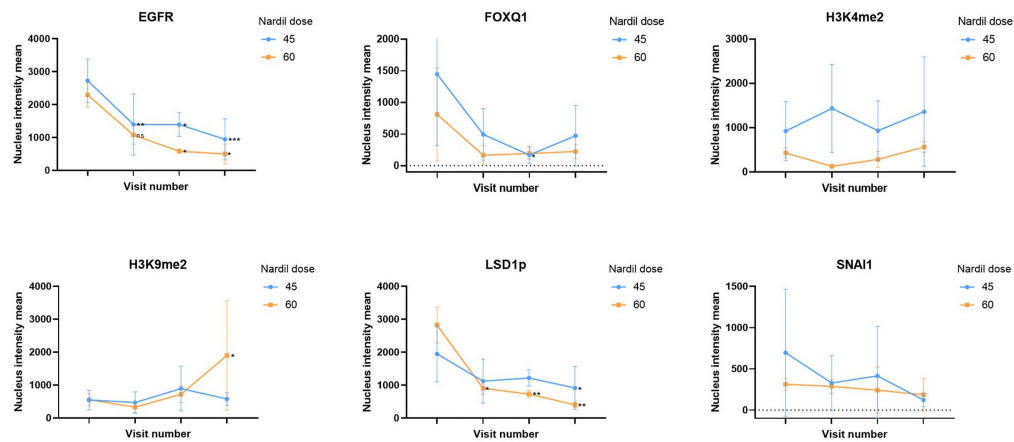 EGFR
Nardil dose
45
60
Nucleus intensity mean
4000
3000
2000
1000
0
**
ns
*
*
***
*
Visit number
FOXQ1
Nardil dose
45
60
Nucleus intensity mean
2000
1500
1000
500
0
*
Visit number
H3K4me2
Nardil dose
45
60
Nucleus intensity mean
3000
2000
1000
0
Visit number
H3K9me2
Nardil dose
45
60
Nucleus intensity mean
4000
3000
2000
1000
0
*
Visit number
LSD1p
Nardil dose
45
60
Nucleus intensity mean
4000
3000
2000
1000
0
*
**
*
**
Visit number
SNAI1
Nardil dose
45
60
Nucleus intensity mean
1500
1000
500
0
Visit number